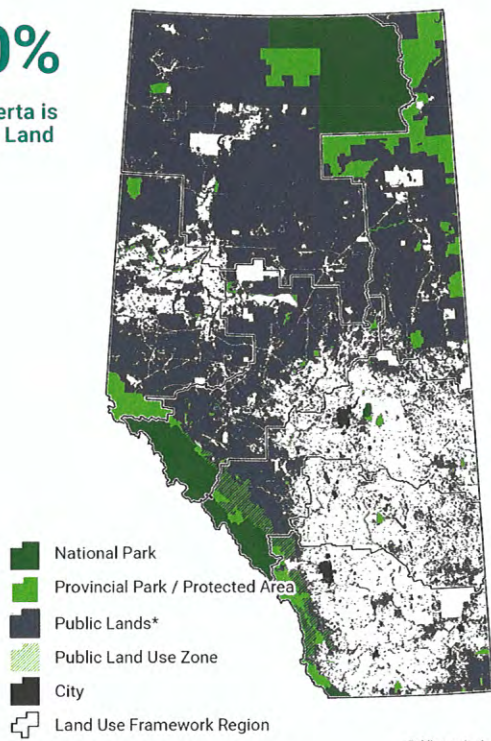 0%
erta is
Land
National Park
Provincial Park / Protected Area
Public Lands*
Public Land Use Zone
City
Land Use Framework Region